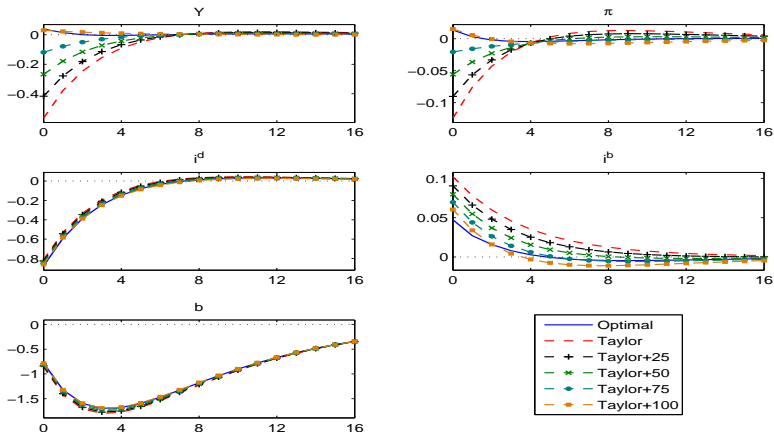 Y
0
−0.2
−0.4
0 4 8 12 16
π
0
−0.05
−0.1
0 4 8 12 16
i^d
0
−0.2
−0.4
−0.6
−0.8
0 4 8 12 16
i^b
0.1
0.05
0
0 4 8 12 16
b
0
−0.5
−1
−1.5
0 4 8 12 16
Optimal
Taylor
Taylor+25
Taylor+50
Taylor+75
Taylor+100